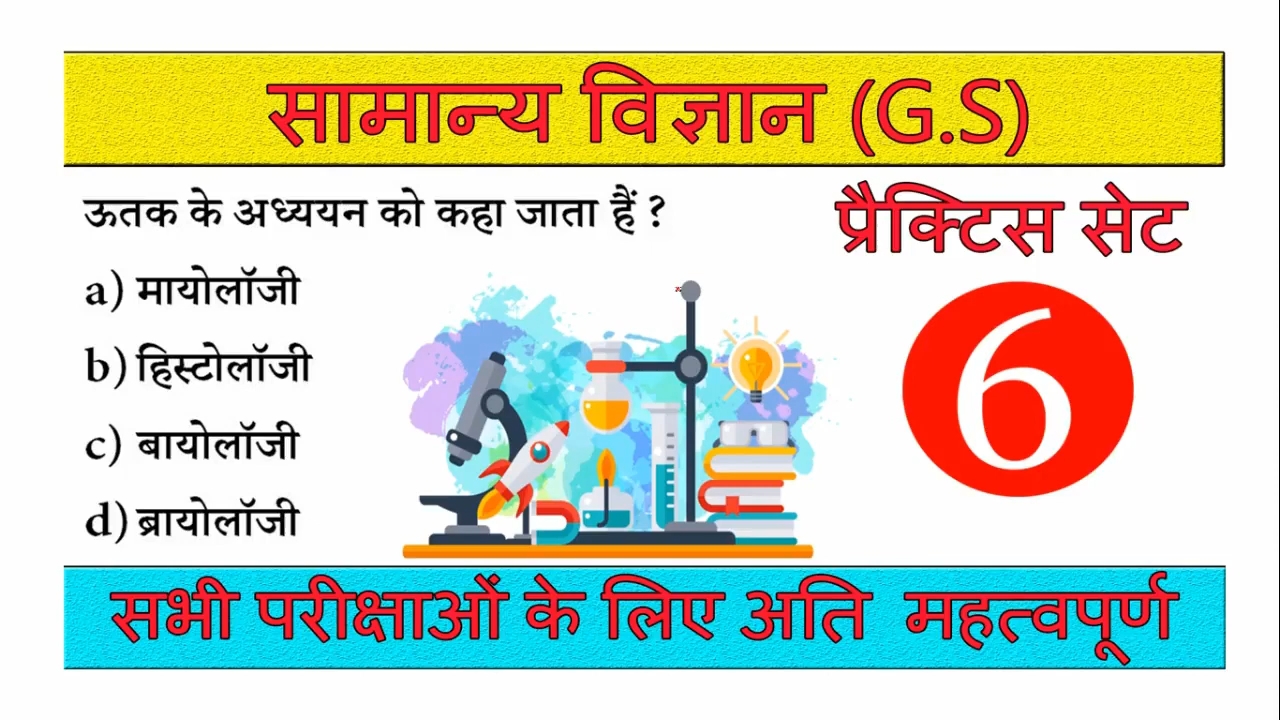 सामान्य विज्ञान (G.S)
ऊतक के अध्ययन को कहा जाता हैं ?
a) मायोलॉजी
b) हिस्टोलॉजी
c) बायोलॉजी
d) ब्रायोलॉजी
प्रैक्टिस सेट
6
सभी परीक्षाओं के लिए अति महत्वपूर्ण